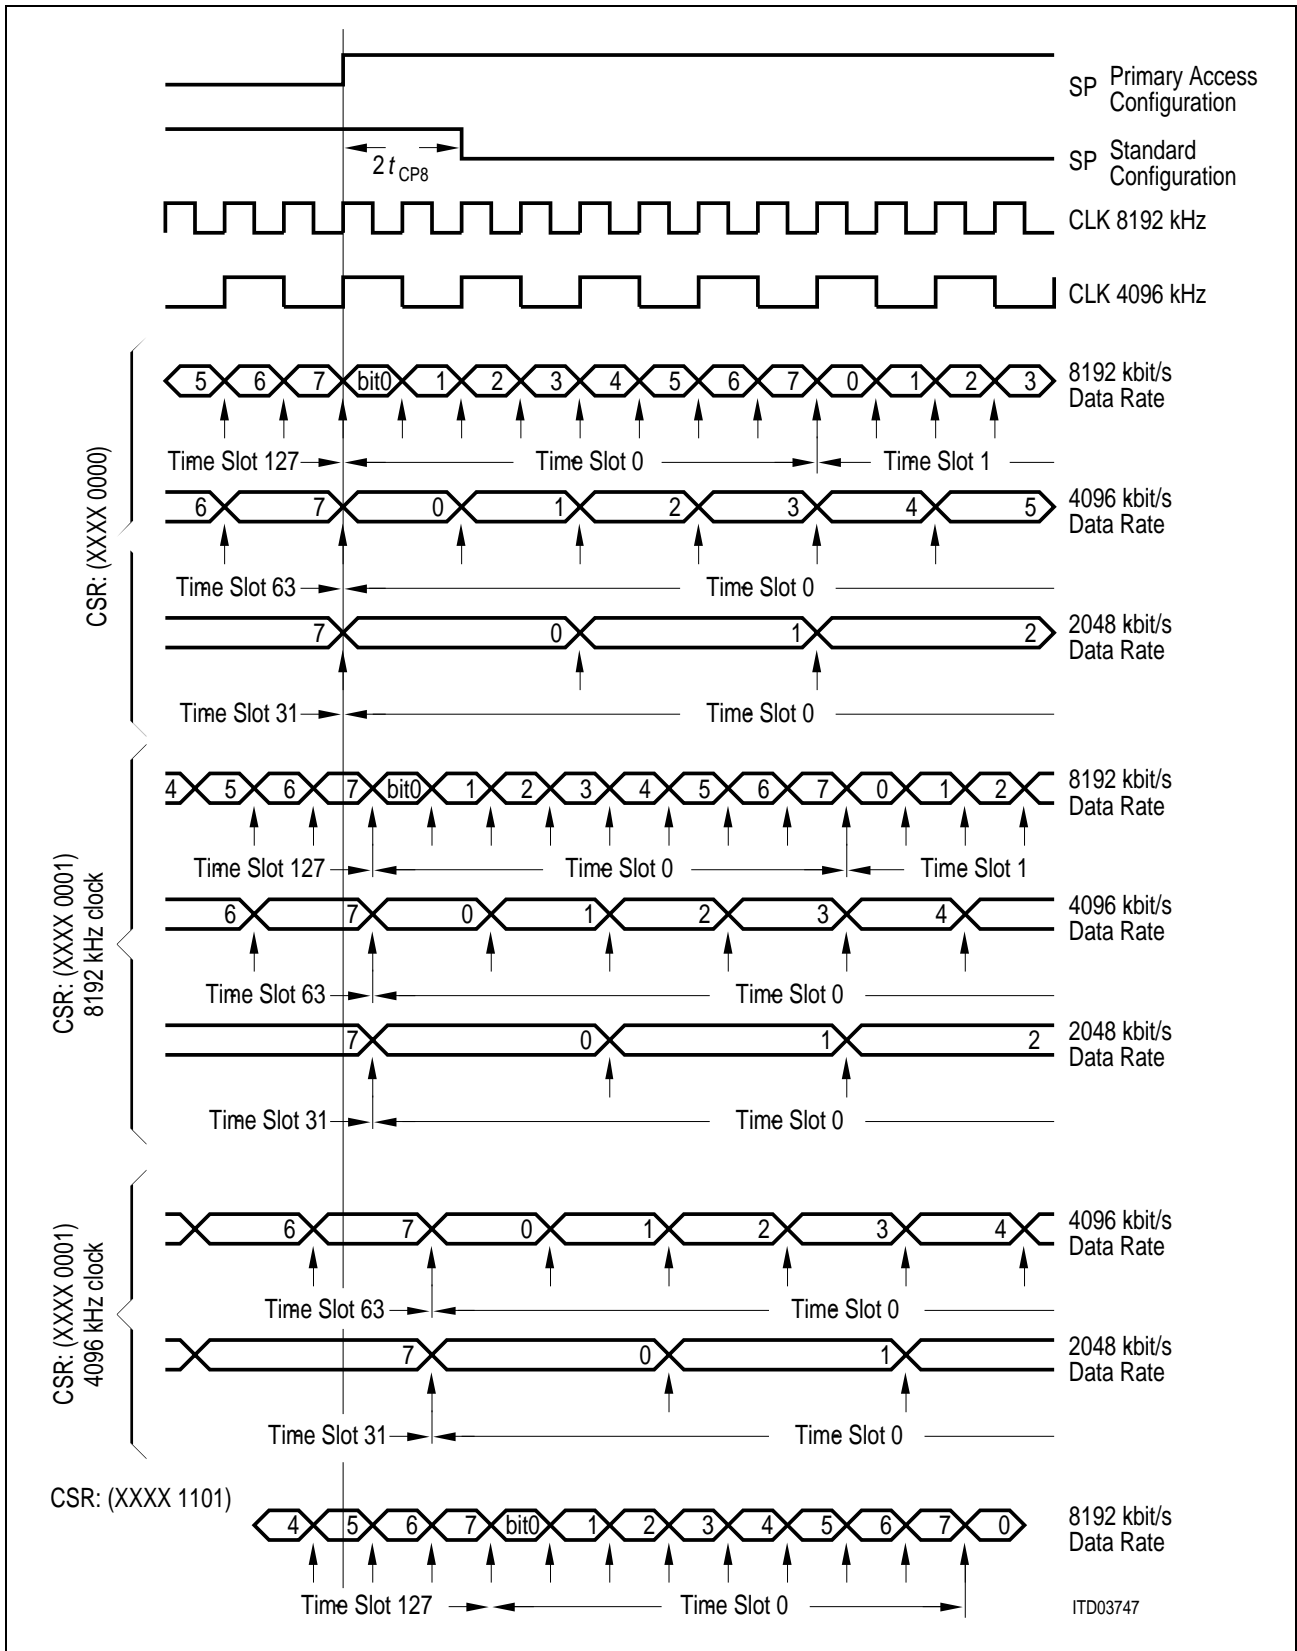 SP Primary Access
Configuration
2 t CP8
SP Standard
Configuration
CLK 8192 kHz
CLK 4096 kHz
CSR: (XXXX 0000)
5 6 7 bit0 1 2 3 4 5 6 7 0 1 2 3
8192 kbit/s
Data Rate
Time Slot 127 Time Slot 0 Time Slot 1
6 7 0 1 2 3 4 5
4096 kbit/s
Data Rate
Time Slot 63 Time Slot 0
7 0 1 2
2048 kbit/s
Data Rate
Time Slot 31 Time Slot 0
CSR: (XXXX 0001)
8192 kHz clock
4 5 6 7 bit0 1 2 3 4 5 6 7 0 1 2
8192 kbit/s
Data Rate
Time Slot 127 Time Slot 0 Time Slot 1
6 7 0 1 2 3 4
4096 kbit/s
Data Rate
Time Slot 63 Time Slot 0
7 0 1 2
2048 kbit/s
Data Rate
Time Slot 31 Time Slot 0
CSR: (XXXX 0001)
4096 kHz clock
6 7 0 1 2 3 4
4096 kbit/s
Data Rate
Time Slot 63 Time Slot 0
7 0 1
2048 kbit/s
Data Rate
Time Slot 31 Time Slot 0
CSR: (XXXX 1101)
4 5 6 7 bit0 1 2 3 4 5 6 7 0
8192 kbit/s
Data Rate
Time Slot 127 Time Slot 0
ITD03747